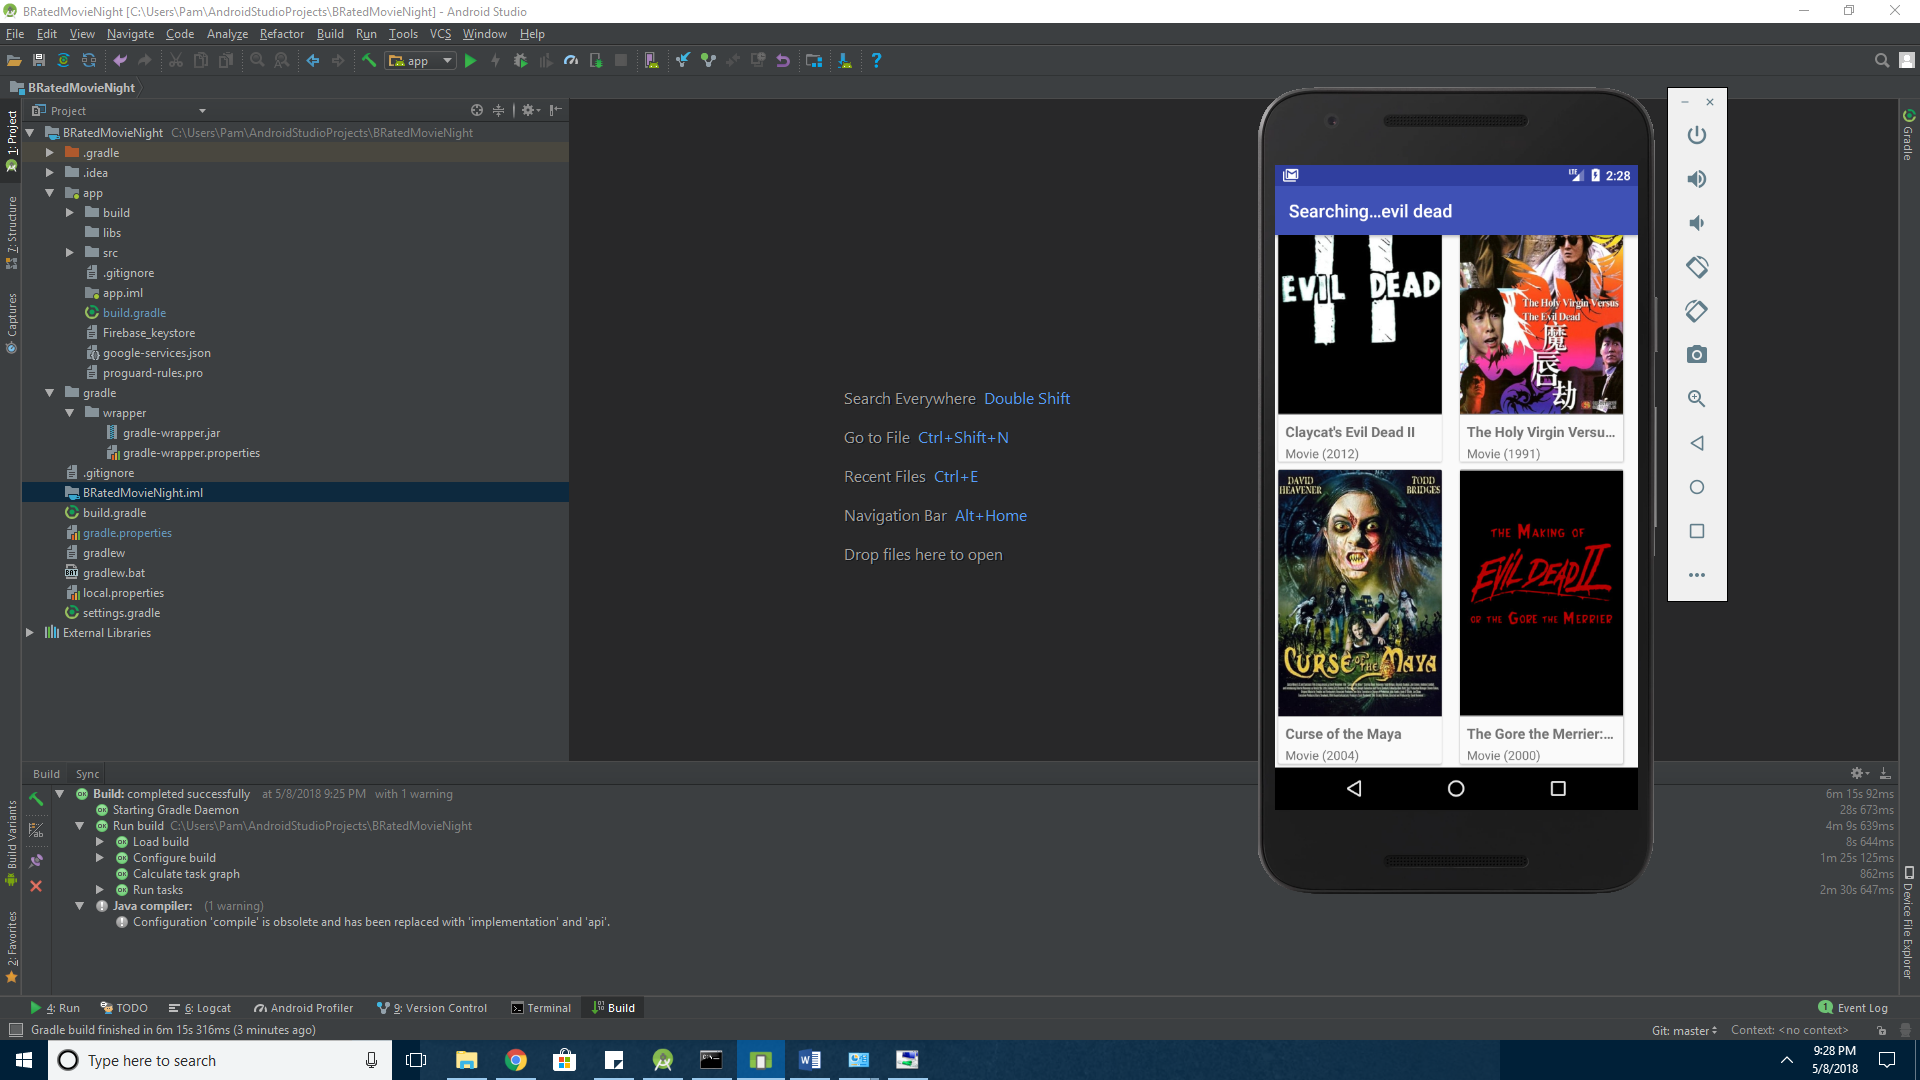 BRatedMovieNight [C:\Users\Pam\AndroidStudioProjects\BRatedMovieNight] - Android Studio
File Edit View Navigate Code Analyze Refactor Build Run Tools VCS Window Help
app
BRatedMovieNight
1: Project
7: Structure
Captures
Build Variants
2: Favorites
Project
BRatedMovieNight C:\Users\Pam\AndroidStudioProjects\BRatedMovieNight
.gradle
.idea
app
build
libs
src
.gitignore
app.iml
build.gradle
Firebase_keystore
google-services.json
proguard-rules.pro
gradle
wrapper
gradle-wrapper.jar
gradle-wrapper.properties
.gitignore
BRatedMovieNight.iml
build.gradle
gradle.properties
gradlew
gradlew.bat
local.properties
settings.gradle
External Libraries
Search Everywhere Double Shift
Go to File Ctrl+Shift+N
Recent Files Ctrl+E
Navigation Bar Alt+Home
Drop files here to open
LTE 2:28
Searching...evil dead
EVIL DEAD
Claycat's Evil Dead II
Movie (2012)
The Holy Virgin Versus
The Evil Dead
魔
唇
劫
The Holy Virgin Versu...
Movie (1991)
DAVID HEAVENER
TODD BRIDGES
CURSE OF THE MAYA
Curse of the Maya
Movie (2004)
THE MAKING OF
EVIL DEAD II
OR THE GORE THE MERRIER
The Gore the Merrier:...
Movie (2000)
Gradle
Device File Explorer
Build Sync
Build: completed successfully at 5/8/2018 9:25 PM with 1 warning 6m 15s 92ms
Starting Gradle Daemon 28s 673ms
Run build C:\Users\Pam\AndroidStudioProjects\BRatedMovieNight 4m 9s 639ms
Load build 8s 644ms
Configure build 1m 25s 125ms
Calculate task graph 862ms
Run tasks 2m 30s 647ms
Java compiler: (1 warning)
Configuration 'compile' is obsolete and has been replaced with 'implementation' and 'api'.
4: Run TODO 6: Logcat Android Profiler 9: Version Control Terminal Build 1 Event Log
Gradle build finished in 6m 15s 316ms (3 minutes ago) Git: master Context: <no context>
Type here to search
9:28 PM
5/8/2018